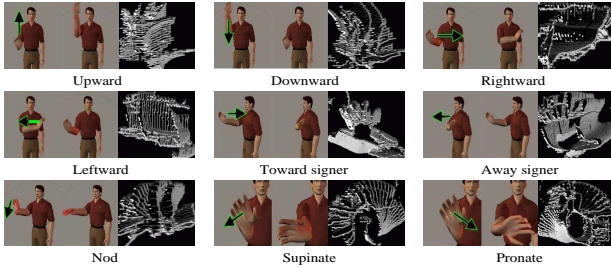 Upward
Downward
Rightward
Leftward
Toward signer
Away signer
Nod
Supinate
Pronate